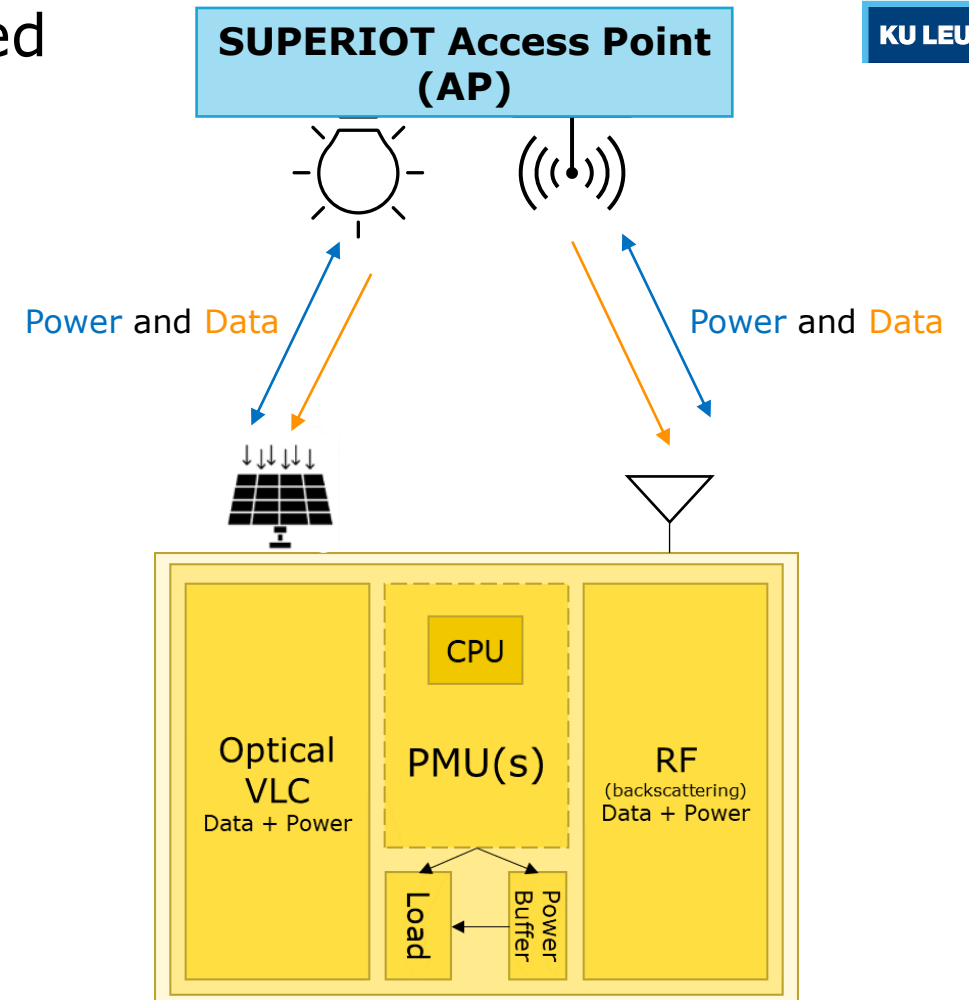 ed
SUPERIOT Access Point
(AP)
KU LEU
Power and Data
Power and Data
CPU
Optical
VLC
Data + Power
PMU(s)
RF
(backscattering)
Data + Power
Load
Power
Buffer